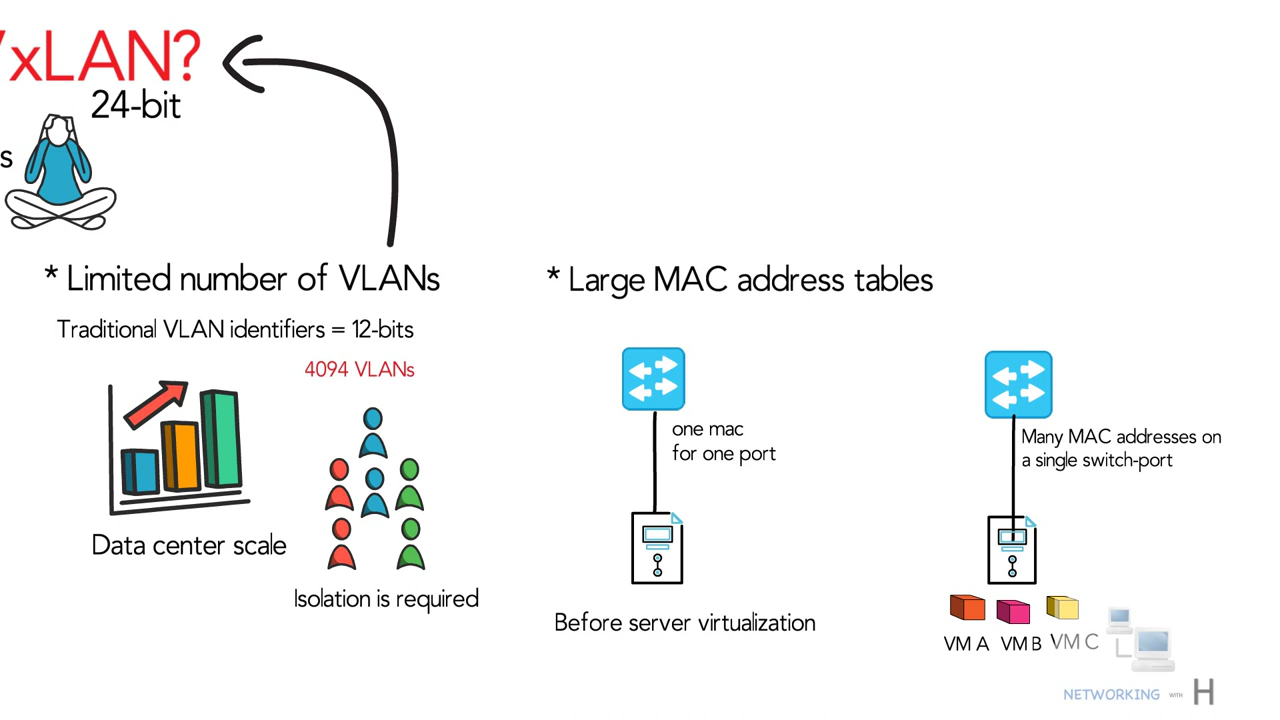 xLAN?
24-bit
s
* Limited number of VLANs
Traditional VLAN identifiers = 12-bits
4094 VLANs
Data center scale
Isolation is required
* Large MAC address tables
one mac
for one port
Before server virtualization
Many MAC addresses on
a single switch-port
VM A VM B VM C
NETWORKING WITH H